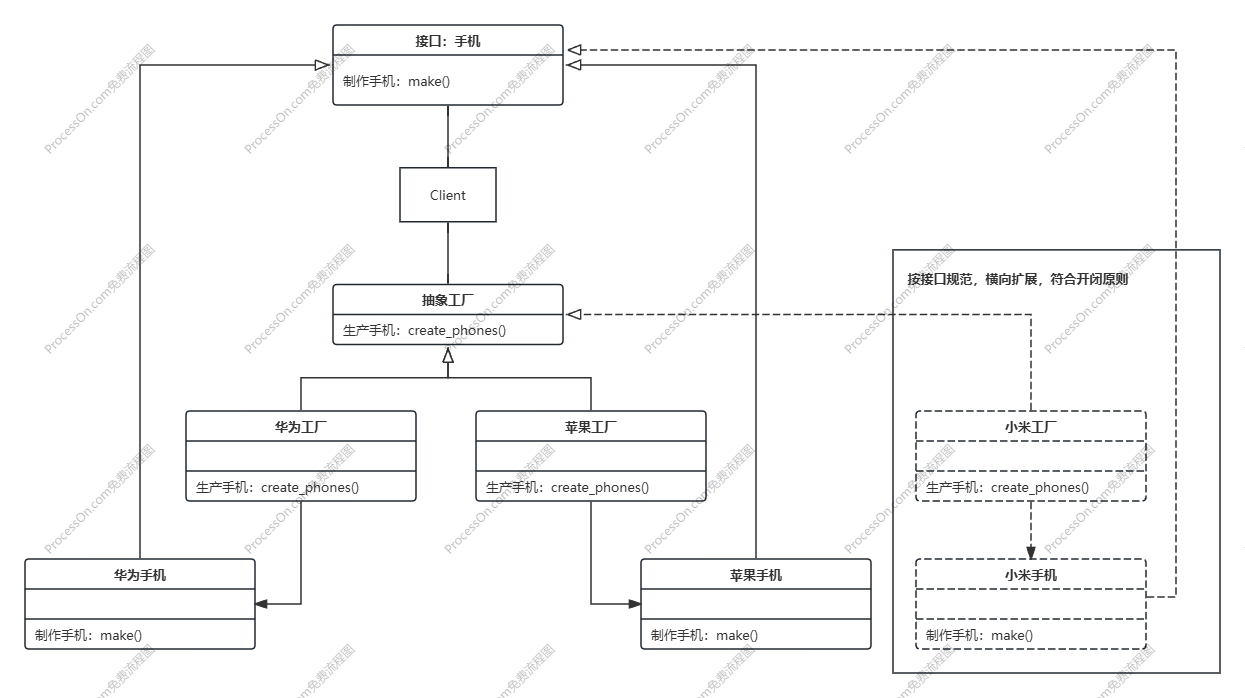 接口：手机
制作手机：make()
Client
按接口规范，横向扩展，符合开闭原则
抽象工厂
生产手机：create_phones()
华为工厂
生产手机：create_phones()
苹果工厂
生产手机：create_phones()
小米工厂
生产手机：create_phones()
华为手机
制作手机：make()
苹果手机
制作手机：make()
小米手机
制作手机：make()
ProcessOn.com免费流程图